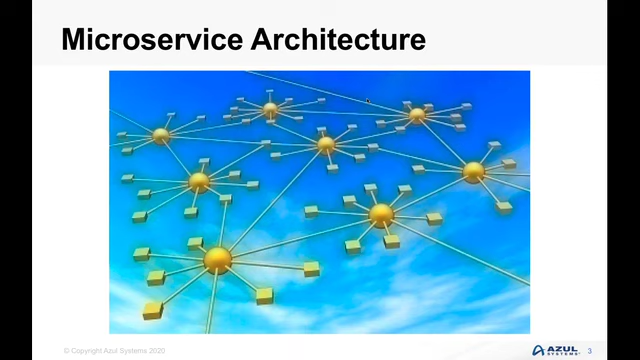 Microservice Architecture
© Copyright Azul Systems 2020
AZUL
SYSTEMS
3